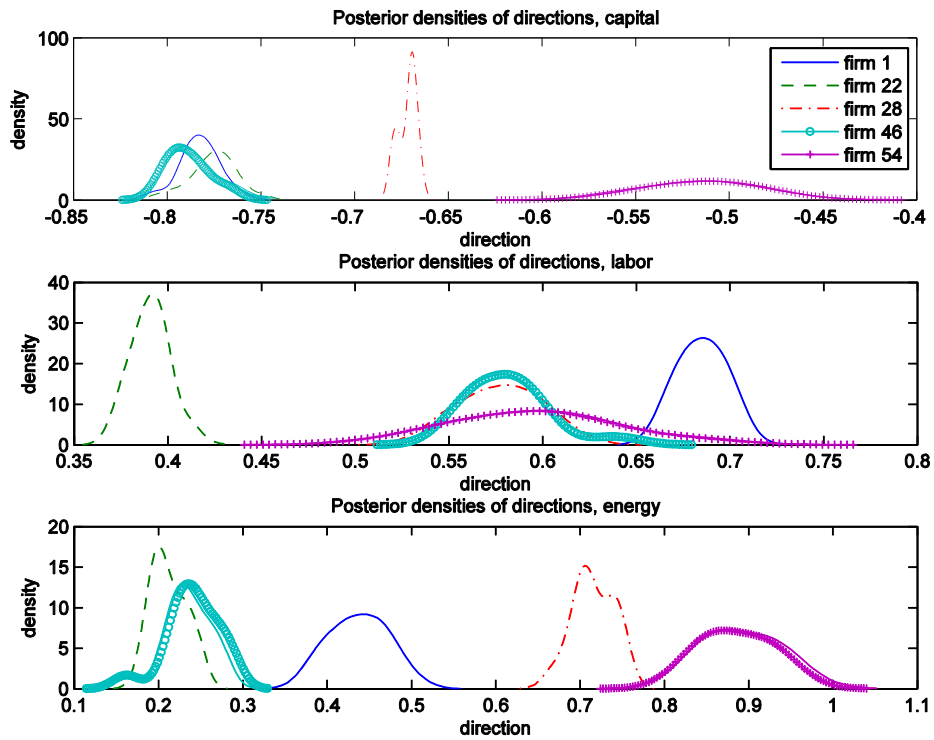 Posterior densities of directions, capital
100
50
0
density
-0.85 -0.8 -0.75 -0.7 -0.65 -0.6 -0.55 -0.5 -0.45 -0.4
direction
firm 1
firm 22
firm 28
firm 46
firm 54
Posterior densities of directions, labor
40
30
20
10
0
density
0.35 0.4 0.45 0.5 0.55 0.6 0.65 0.7 0.75 0.8
direction
Posterior densities of directions, energy
20
15
10
5
0
density
0.1 0.2 0.3 0.4 0.5 0.6 0.7 0.8 0.9 1 1.1
direction